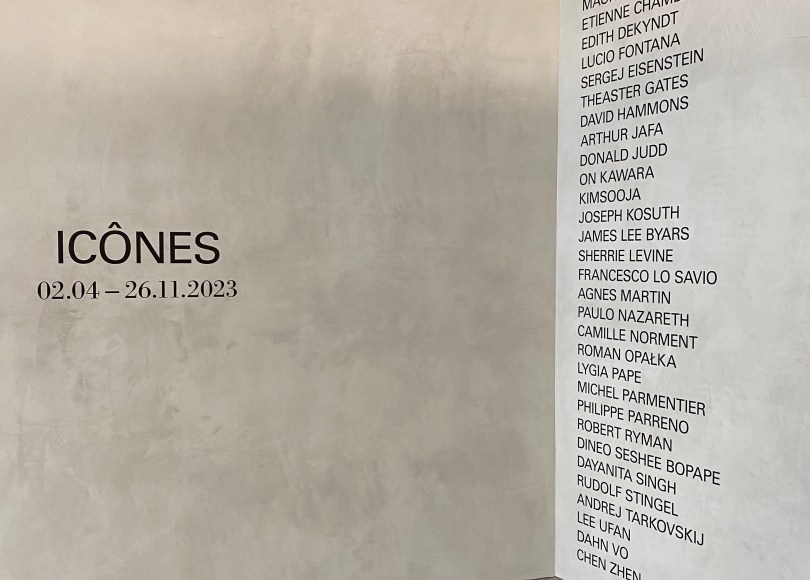 ICÔNES
02.04 – 26.11.2023
ETIENNE
EDITH DEKYNDT
LUCIO FONTANA
SERGEJ EISENSTEIN
THEASTER GATES
DAVID HAMMONS
ARTHUR JAFA
DONALD JUDD
ON KAWARA
KIMSOOJA
JOSEPH KOSUTH
JAMES LEE BYARS
SHERRIE LEVINE
FRANCESCO LO SAVIO
AGNES MARTIN
PAULO NAZARETH
CAMILLE NORMENT
ROMAN OPAŁKA
LYGIA PAPE
MICHEL PARMENTIER
PHILIPPE PARRENO
ROBERT RYMAN
DINEO SESHEE BOPAPE
DAYANITA SINGH
RUDOLF STINGEL
ANDREJ TARKOVSKIJ
LEE UFAN
DAHN VO
CHEN ZHEN